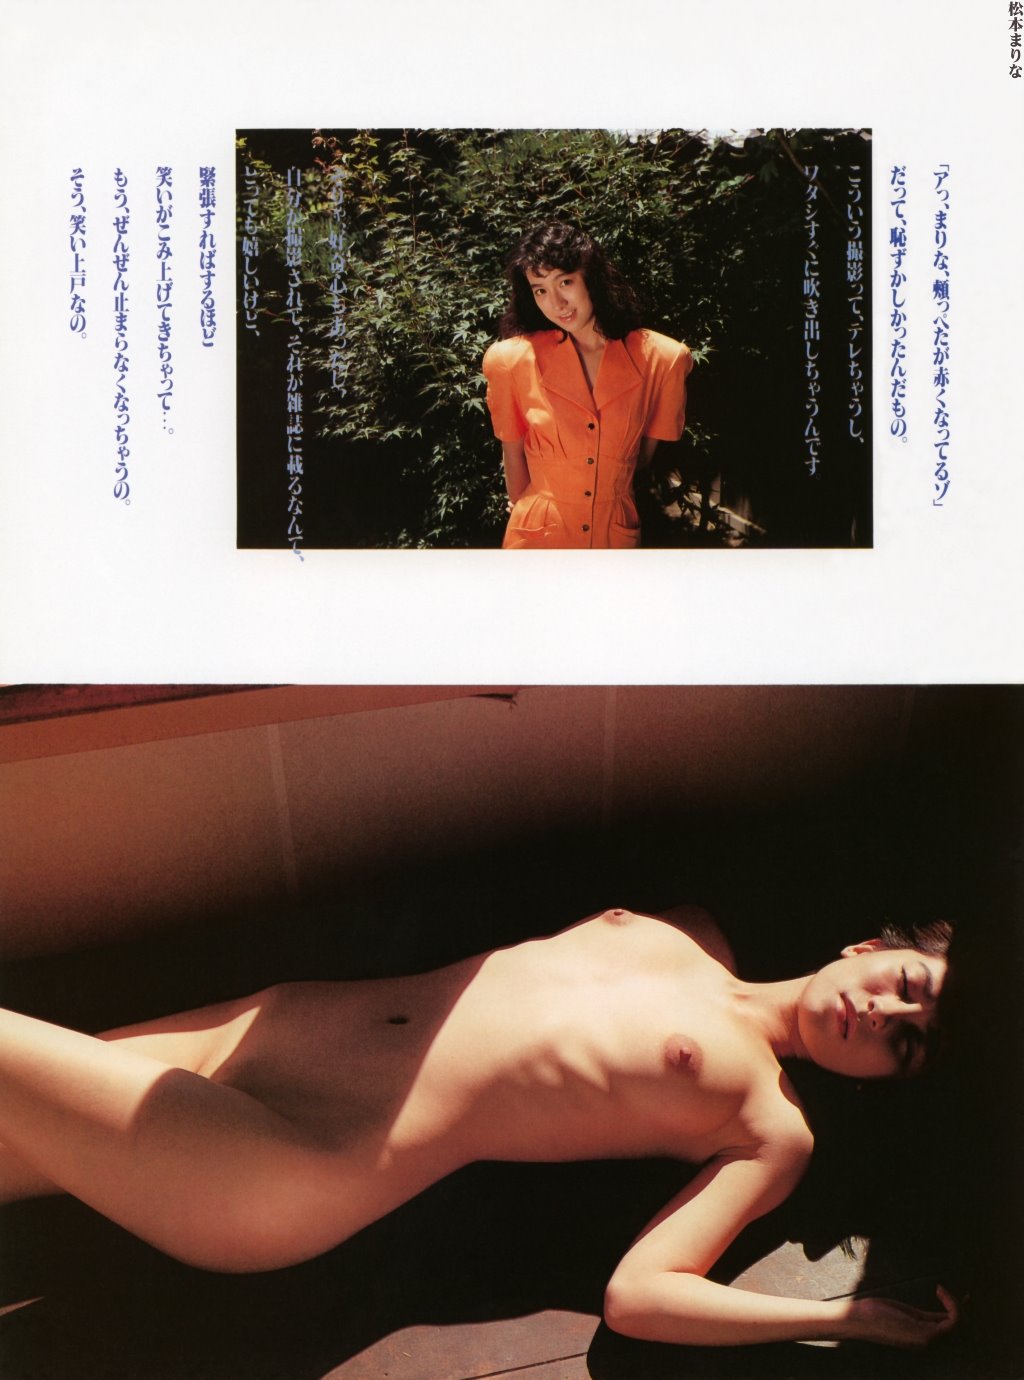 松本まりな
「アっ、まりな、頬っぺたが赤くなってるゾ」
だって、恥ずかしかったんだもの。
こういう撮影って、テレちゃうし、
ワタシすぐに吹き出しちゃうんです。
自分が撮影されて、それが雑誌に載るなんて、
とっても嬉しいけど、
緊張すればするほど
笑いがこみ上げてきちゃって…。
もう、ぜんぜん止まらなくなっちゃうの。
そう、笑い上戸なの。